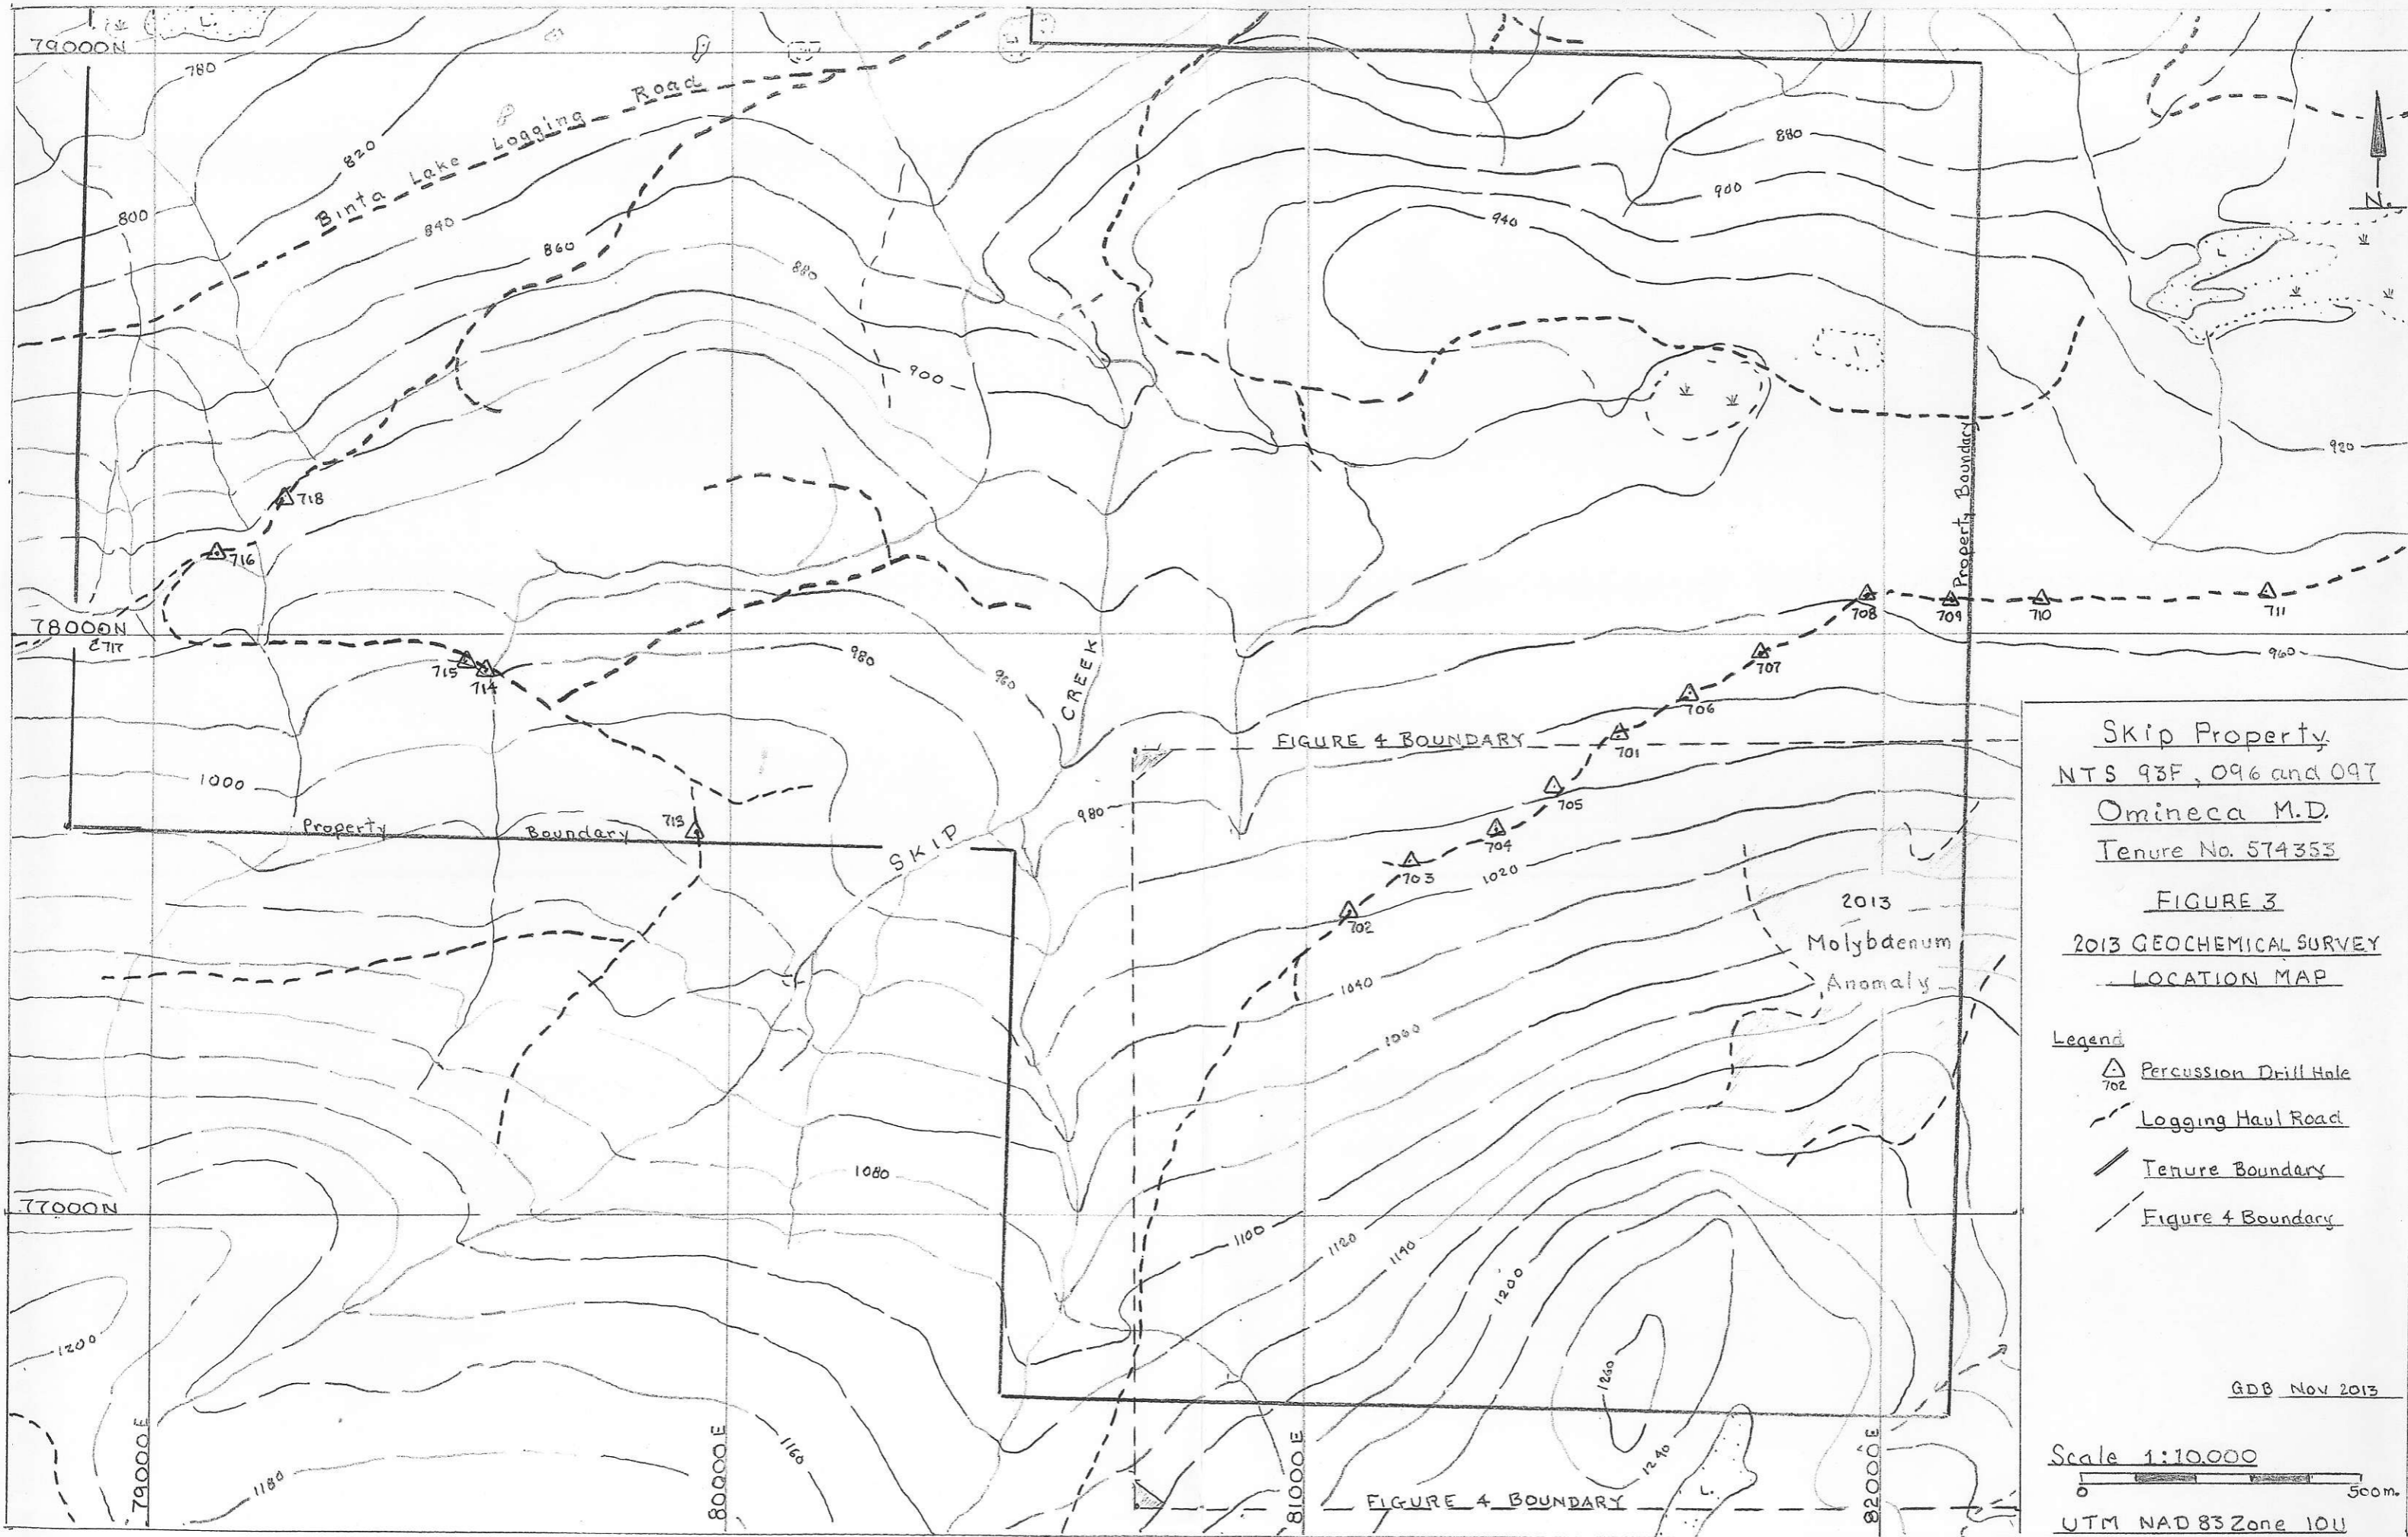 79000N
780
Binta Lake Logging Road
820
800
840
860
880
900
880
900
940
920
N.
718
716
78000N
717
715
714
713
980
960
CREEK
SKIP
980
1000
Property Boundary
Property Boundary
708
709
710
711
707
706
701
705
704
703
702
960
FIGURE 4 BOUNDARY
1020
1040
1060
2013
Molybdenum
Anomaly
1080
77000N
1100
1120
1140
1200
1260
1240
1200
1180
1160
79000E
80000E
81000E
82000E
L.
FIGURE 4 BOUNDARY
Skip Property
NTS 93F, 096 and 097
Omineca M.D.
Tenure No. 574353
FIGURE 3
2013 GEOCHEMICAL SURVEY
LOCATION MAP
Legend
702
Percussion Drill Hole
Logging Haul Road
Tenure Boundary
Figure 4 Boundary
GDB Nov 2013
Scale 1:10,000
0 500m.
UTM NAD 83 Zone 10U